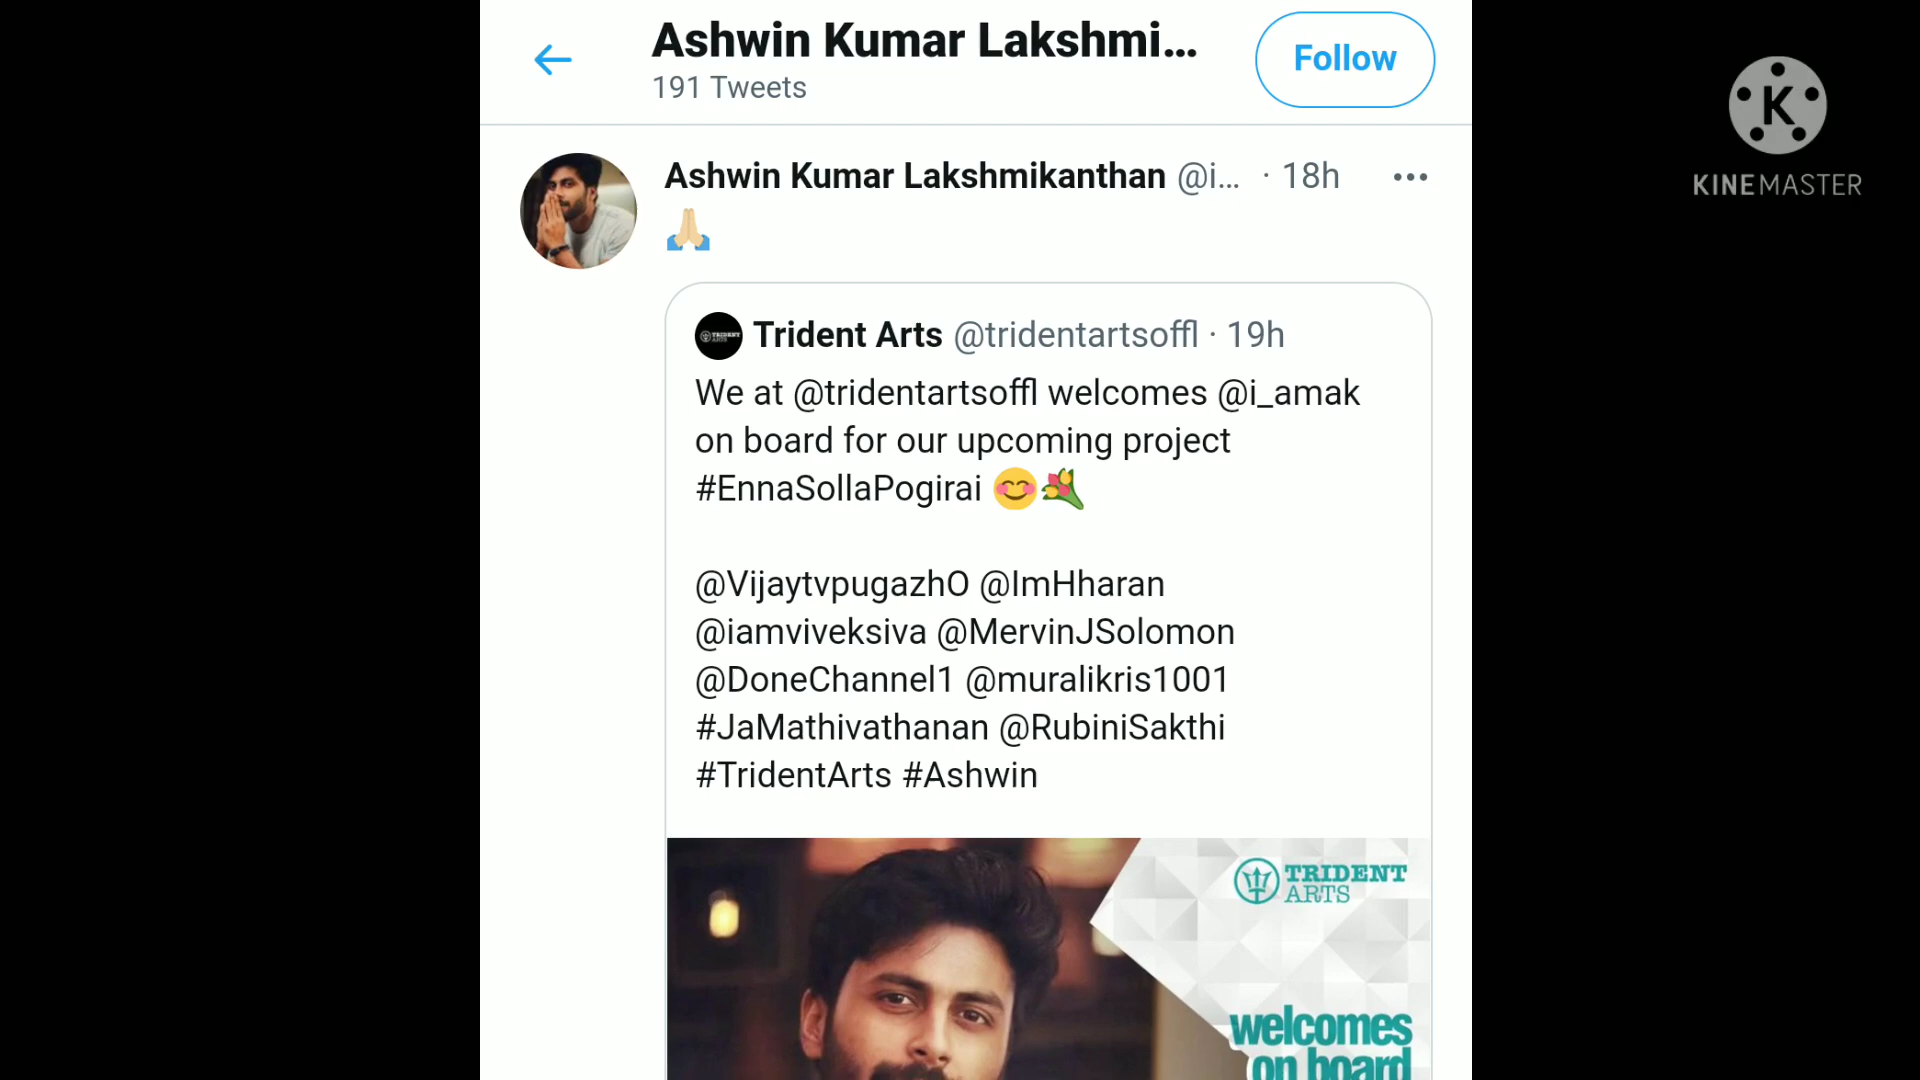 Ashwin Kumar Lakshmi...
191 Tweets
Follow
K
KINEMASTER
Ashwin Kumar Lakshmikanthan @i... · 18h
🙏🏼
Trident Arts @tridentartsoffl · 19h
We at @tridentartsoffl welcomes @i_amak
on board for our upcoming project
#EnnaSollaPogirai 😊💐
@VijaytvpugazhO @ImHharan
@iamviveksiva @MervinJSolomon
@DoneChannel1 @muralikris1001
#JaMathivathanan @RubiniSakthi
#TridentArts #Ashwin
TRIDENT
ARTS
welcomes
on board